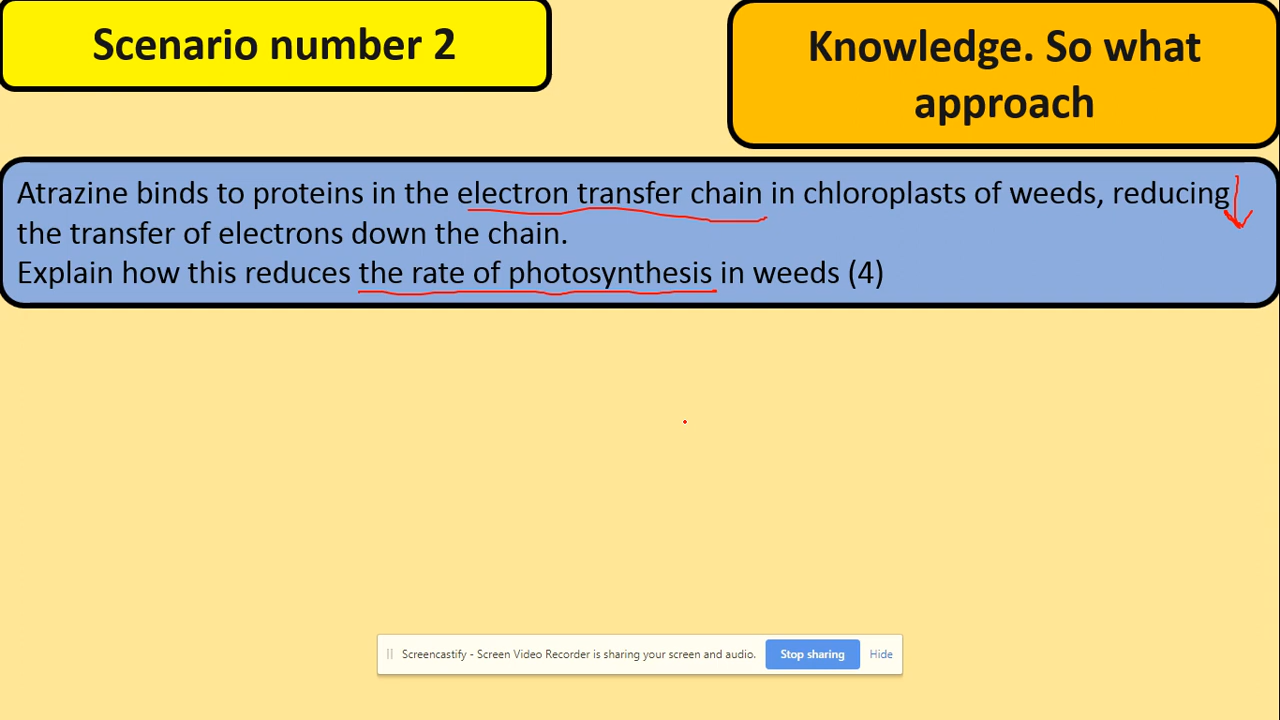 Scenario number 2
Knowledge. So what
approach
Atrazine binds to proteins in the electron transfer chain in chloroplasts of weeds, reducing
the transfer of electrons down the chain.
Explain how this reduces the rate of photosynthesis in weeds (4)
Screencastify - Screen Video Recorder is sharing your screen and audio. Stop sharing Hide